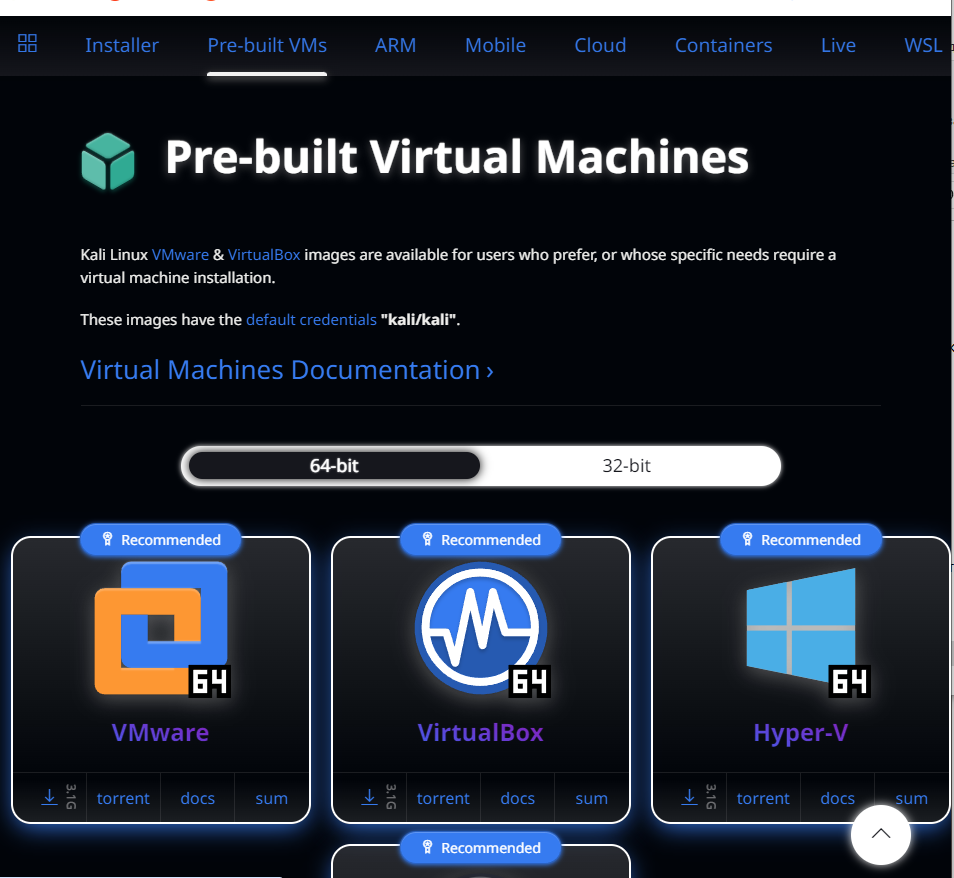 Installer Pre-built VMs ARM Mobile Cloud Containers Live WSL
Pre-built Virtual Machines
Kali Linux VMware & VirtualBox images are available for users who prefer, or whose specific needs require a
virtual machine installation.
These images have the default credentials "kali/kali".
Virtual Machines Documentation ›
64-bit 32-bit
Recommended Recommended Recommended
64 64 64
VMware VirtualBox Hyper-V
3.1G torrent docs sum 3.1G torrent docs sum 3.1G torrent docs sum
Recommended